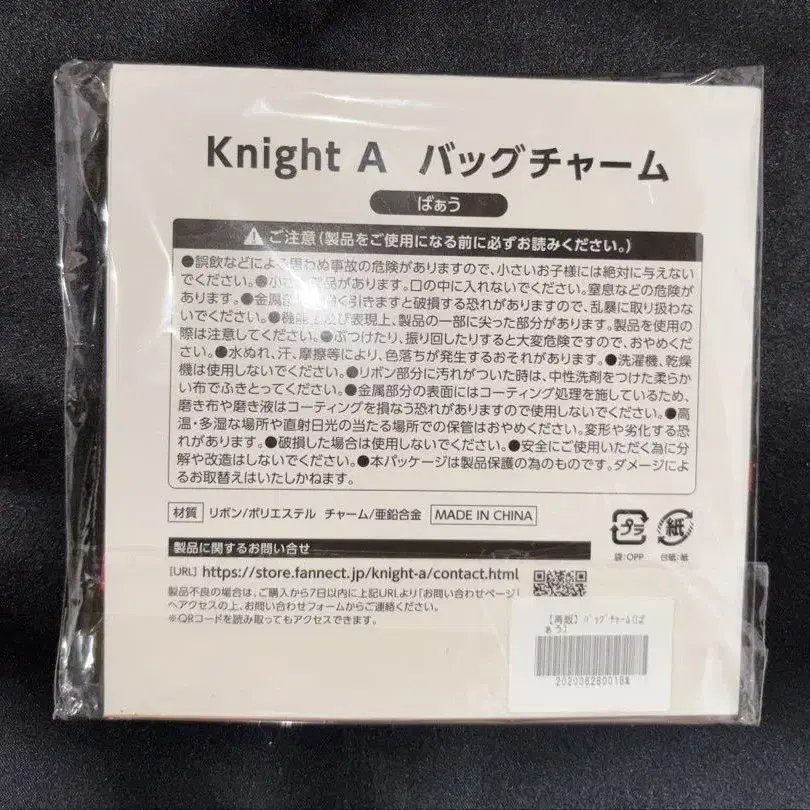 Knight A バッグチャーム
ばぁう
ご注意(製品をご使用になる前に必ずお読みください。)
●誤飲などによる思わぬ事故の危険がありますので、小さいお子様には絶対に与えない
でください。●小さい部品があります。口の中に入れないでください。窒息などの危険が
あります。●金属部 引きますと破損する恐れがありますので、乱暴に取り扱わな
いでください。●機能 及び表現上、製品の一部に尖った部分があります。製品を使用の
際は注意してください。●ぶつけたり、振り回したりすると大変危険ですので、おやめくだ
さい。●水ぬれ、汗、摩擦等により、色落ちが発生するおそれがあります。●洗濯機、乾燥
機は使用しないでください。●リボン部分に汚れがついた時は、中性洗剤をつけた柔らか
い布でふきとってください。●金属部分の表面にはコーティング処理を施しているため、
磨き布や磨き液はコーティングを損なう恐れがありますので使用しないでください。●高
温・多湿な場所や直射日光の当たる場所での保管はおやめください。変形や劣化する恐
れがあります。●破損した場合は使用しないでください。●安全にご使用いただく為に分
解や改造はしないでください。●本パッケージは製品保護の為のものです。ダメージによ
るお取替えはいたしかねます。
材質 リボン/ポリエステル チャーム/亜鉛合金 MADE IN CHINA
プラ 紙
袋:OPP 台紙:紙
製品に関するお問い合せ
[URL] https://store.fannect.jp/knight-a/contact.html
製品不良の場合は、ご購入から7日以内に上記URLより「お問い合わせページ」
へアクセスの上、お問い合わせフォームからご連絡ください。
※QRコードを読み取ってもアクセスできます。
【再販】バッグチャーム(ば
ぁう)